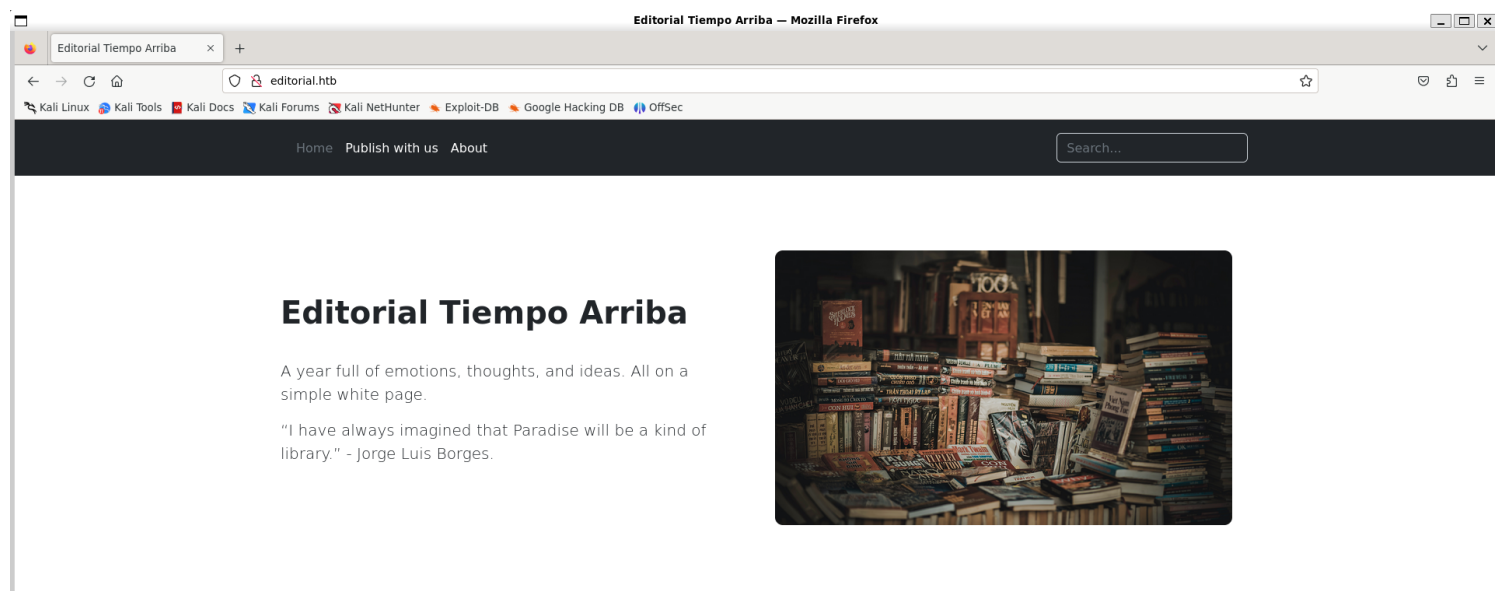 Editorial Tiempo Arriba — Mozilla Firefox
Editorial Tiempo Arriba
editorial.htb
Kali Linux Kali Tools Kali Docs Kali Forums Kali NetHunter Exploit-DB Google Hacking DB OffSec
Home Publish with us About Search...
Editorial Tiempo Arriba
A year full of emotions, thoughts, and ideas. All on a
simple white page.
“I have always imagined that Paradise will be a kind of
library.” - Jorge Luis Borges.